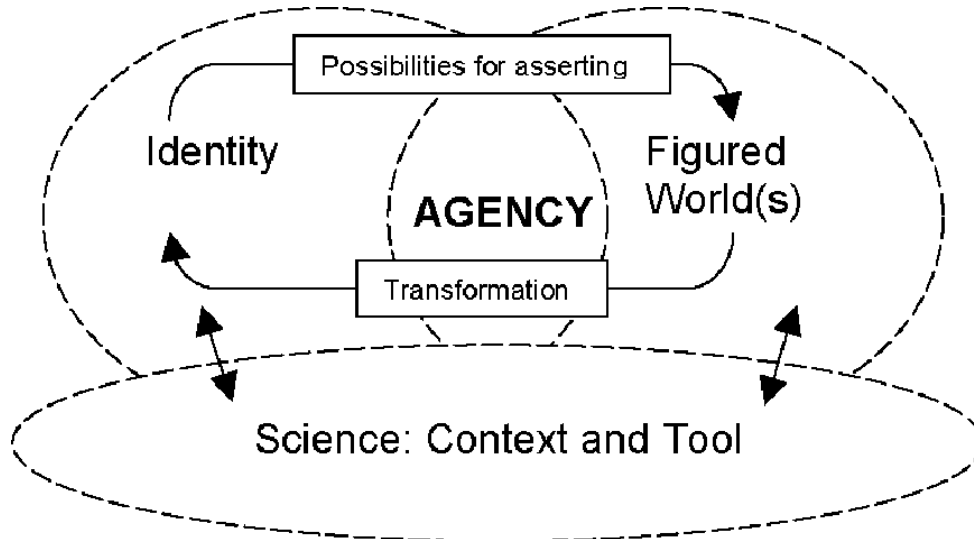 Possibilities for asserting
Identity
Figured
World(s)
AGENCY
Transformation
Science: Context and Tool